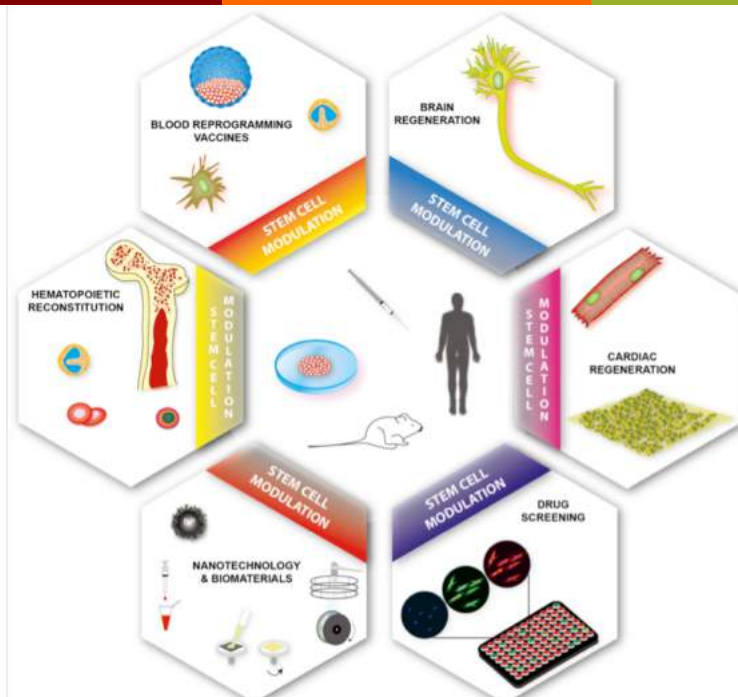 BLOOD REPROGRAMMING
VACCINES
STEM CELL
MODULATION
BRAIN
REGENERATION
STEM CELL
MODULATION
HEMATOPOIETIC
RECONSTITUTION
STEM CELL
MODULATION
STEM CELL
MODULATION
CARDIAC
REGENERATION
STEM CELL
MODULATION
NANOTECHNOLOGY
& BIOMATERIALS
STEM CELL
MODULATION
DRUG
SCREENING